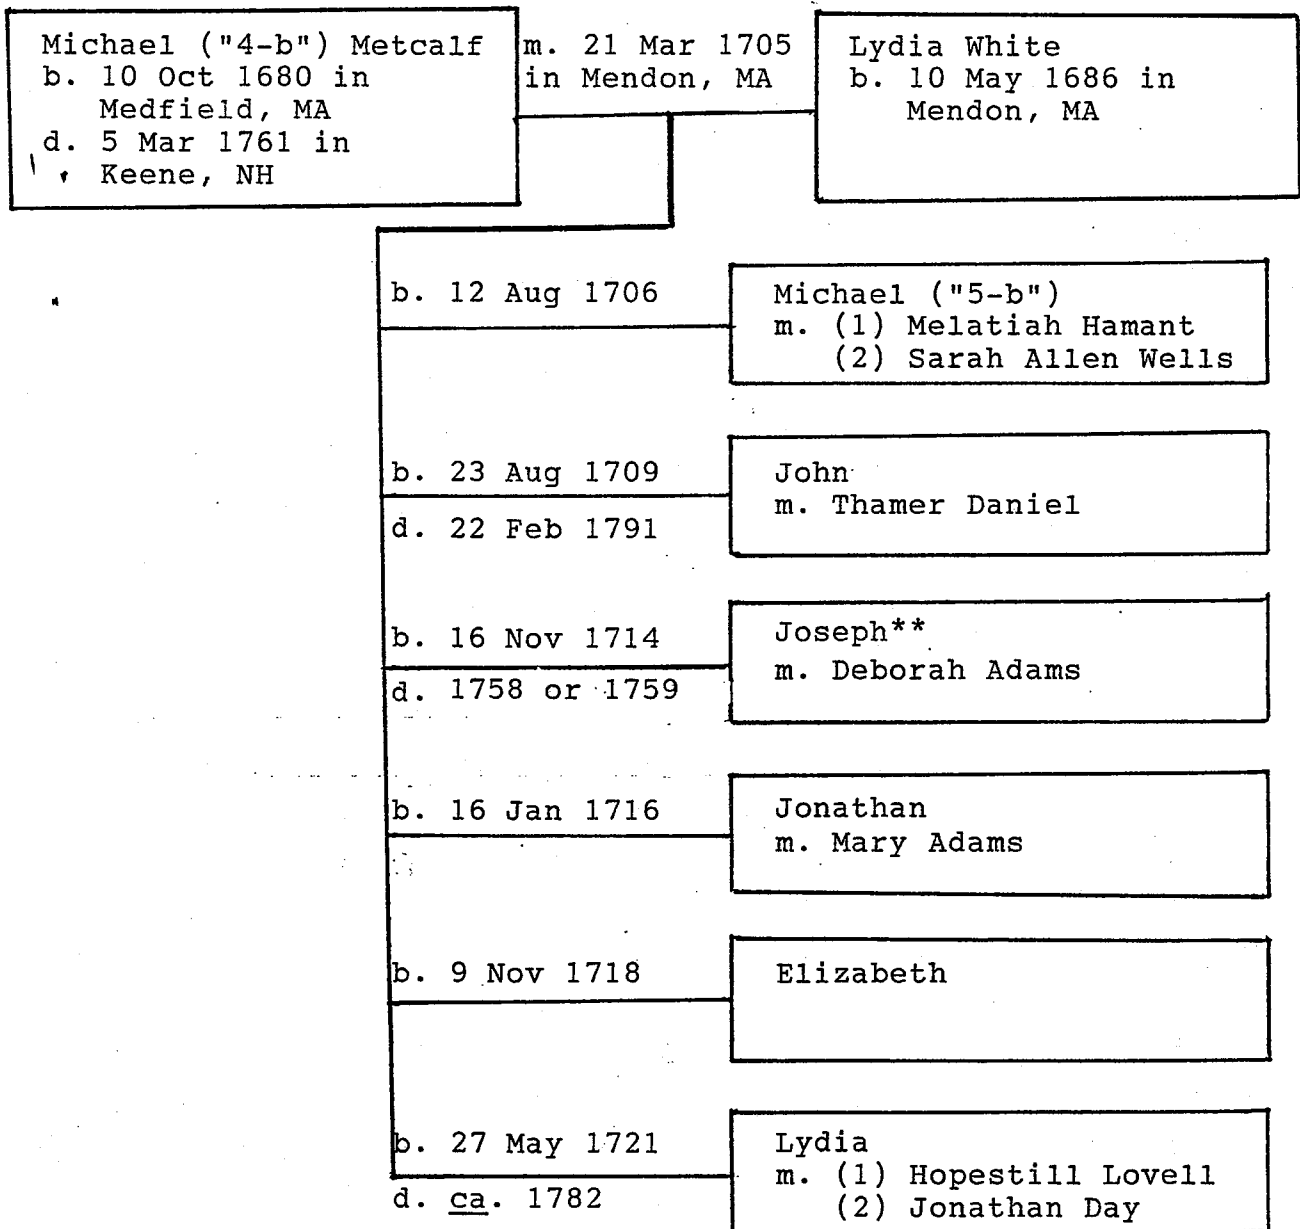 Michael ("4-b") Metcalf
b. 10 Oct 1680 in
Medfield, MA
d. 5 Mar 1761 in
Keene, NH
m. 21 Mar 1705
in Mendon, MA
Lydia White
b. 10 May 1686 in
Mendon, MA
b. 12 Aug 1706
Michael ("5-b")
m. (1) Melatiah Hamant
(2) Sarah Allen Wells
b. 23 Aug 1709
d. 22 Feb 1791
John
m. Thamer Daniel
b. 16 Nov 1714
d. 1758 or 1759
Joseph**
m. Deborah Adams
b. 16 Jan 1716
Jonathan
m. Mary Adams
b. 9 Nov 1718
Elizabeth
b. 27 May 1721
d. ca. 1782
Lydia
m. (1) Hopestill Lovell
(2) Jonathan Day